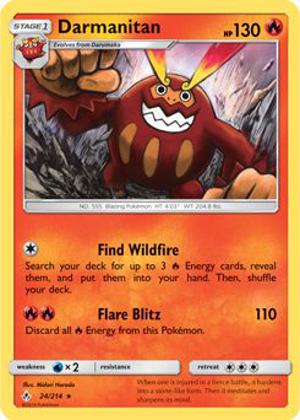 STAGE 1 Darmanitan HP 130
Evolves from Darumaka
NO. 555 Blazing Pokémon HT 4'03" WT 204.8 lbs.
Find Wildfire
Search your deck for up to 3 Energy cards, reveal
them, and put them into your hand. Then, shuffle
your deck.
Flare Blitz 110
Discard all Energy from this Pokémon.
weakness ×2 resistance retreat
Illus. Midori Harada
24/214 ★
©2019 Pokémon
When one is injured in a fierce battle, it hardens
into a stone-like form. Then it meditates and
sharpens its mind.